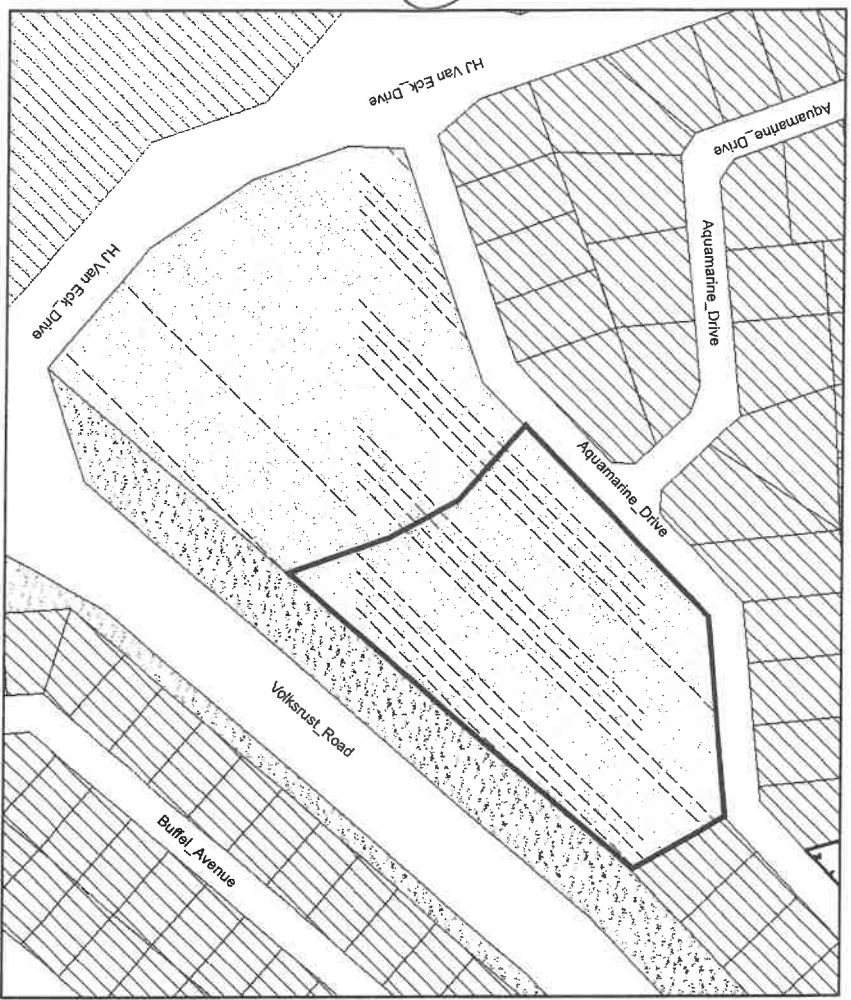 HJ Van Eck_Drive
Aquamarine_Drive
HJ Van Eck_Drive
Aquamarine_Drive
Aquamarine_Drive
Volksrust_Road
Buffel_Avenue